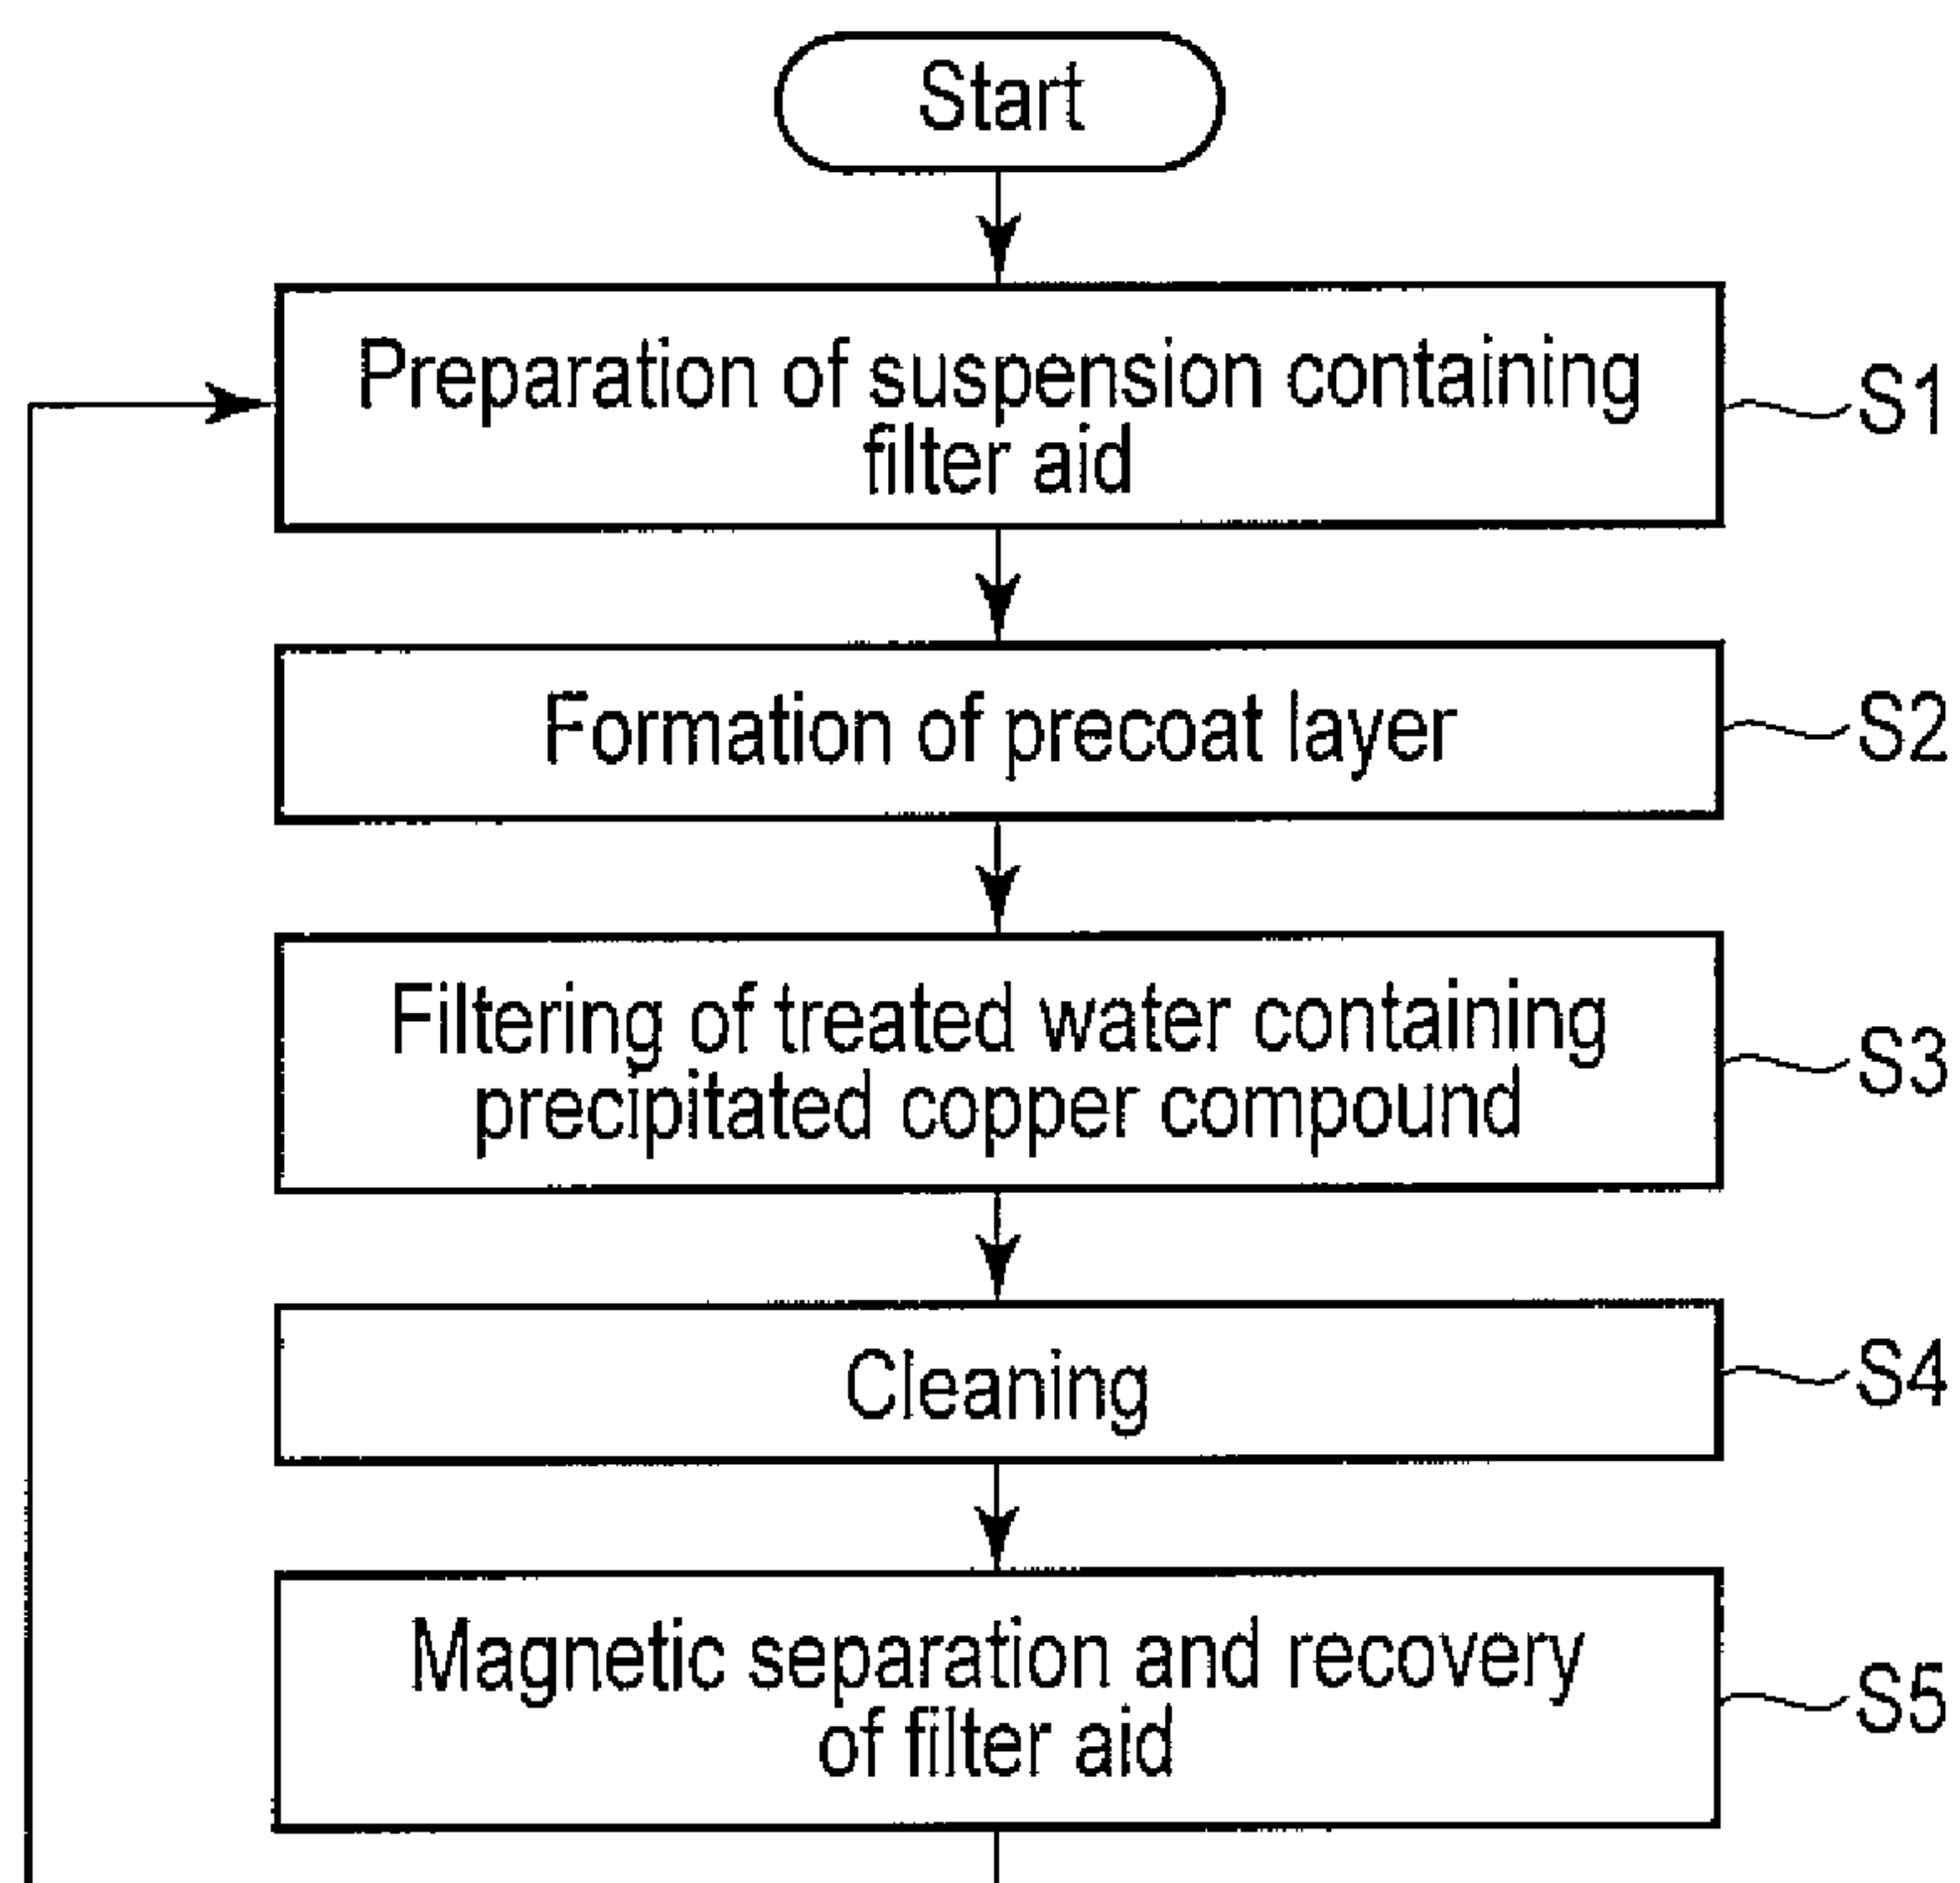 Start
Preparation of suspension containing
filter aid
S1
Formation of precoat layer
S2
Filtering of treated water containing
precipitated copper compound
S3
Cleaning
S4
Magnetic separation and recovery
of filter aid
S5